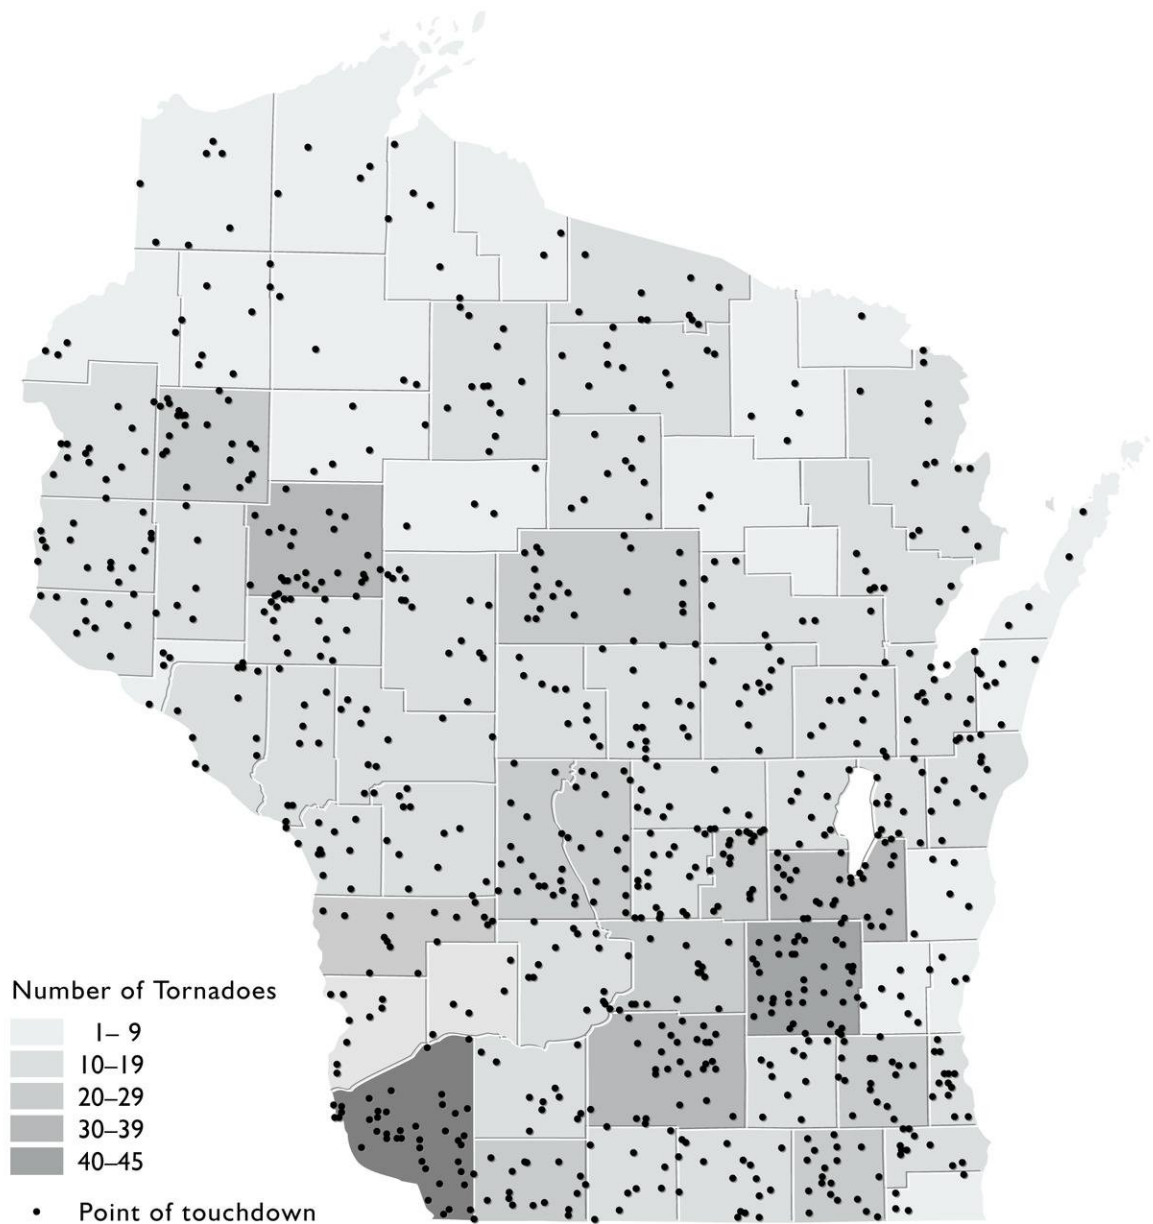 Number of Tornadoes
1– 9
10–19
20–29
30–39
40–45
Point of touchdown